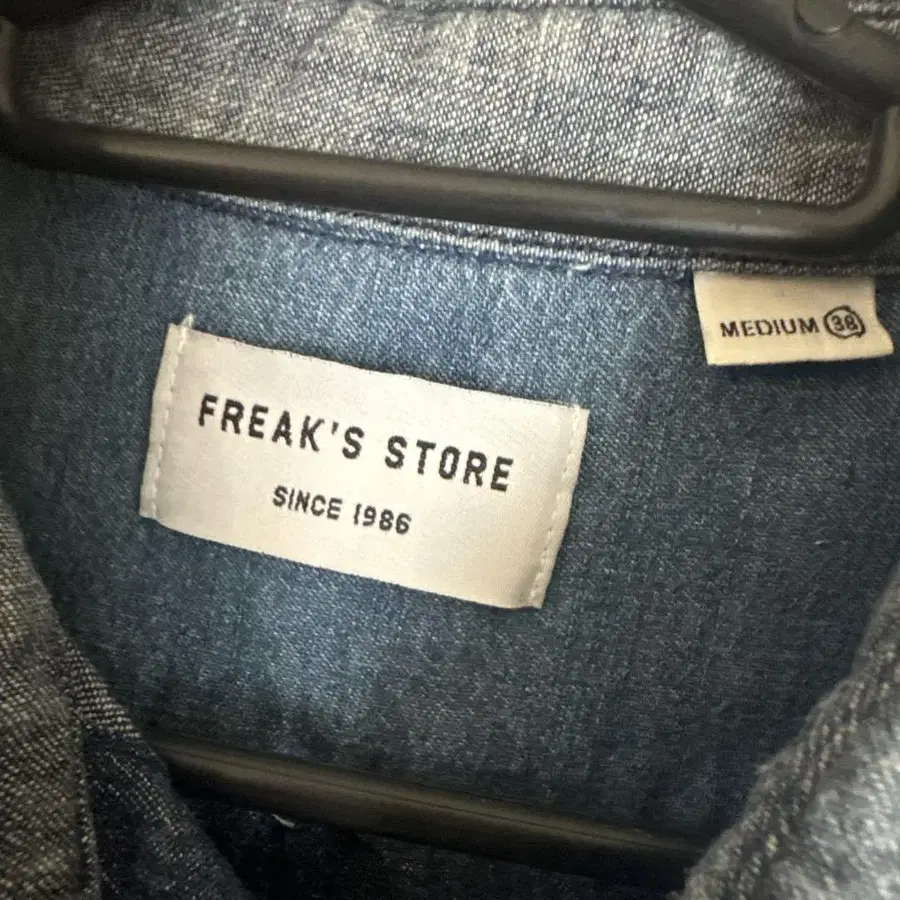 FREAK'S STORE
SINCE 1986
MEDIUM 38